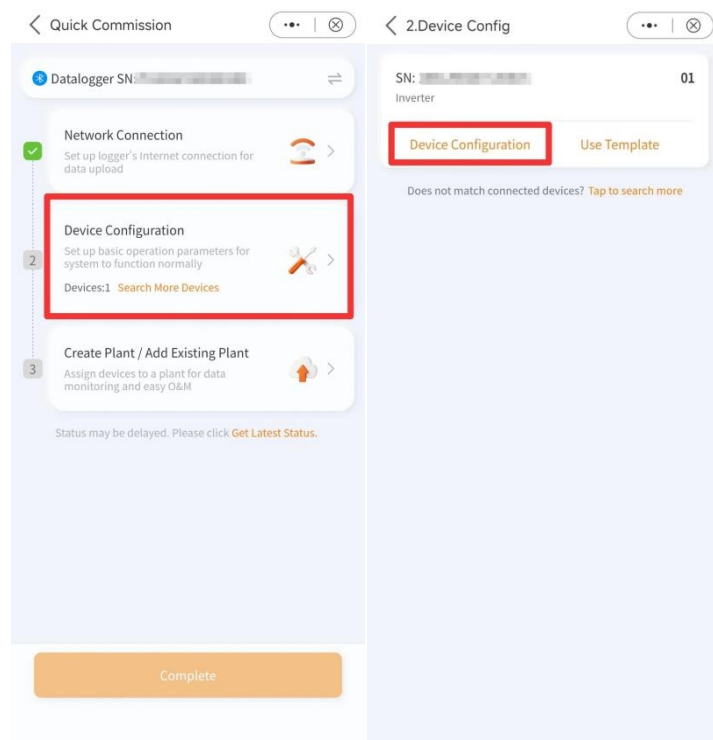 Quick Commission
Datalogger SN:
Network Connection
Set up logger's Internet connection for
data upload
2
Device Configuration
Set up basic operation parameters for
system to function normally
Devices:1 Search More Devices
3
Create Plant / Add Existing Plant
Assign devices to a plant for data
monitoring and easy O&M
Status may be delayed. Please click Get Latest Status.
Complete
2.Device Config
SN:
01
Inverter
Device Configuration
Use Template
Does not match connected devices? Tap to search more